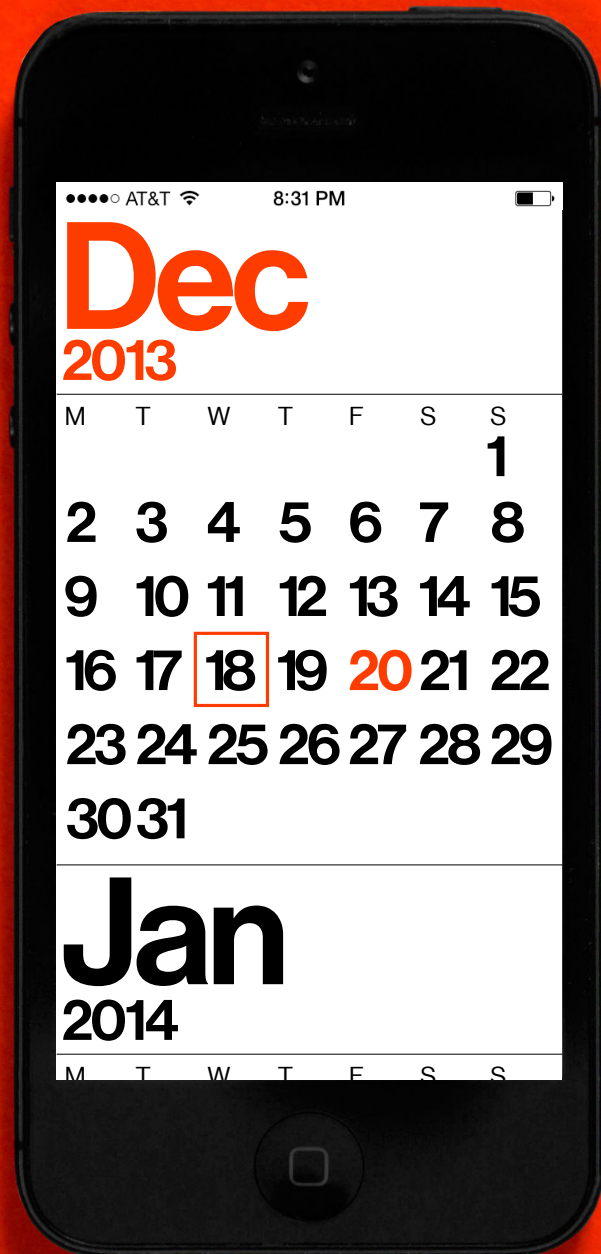 AT&T 8:31 PM
Dec
2013
M T W T F S S
1
2 3 4 5 6 7 8
9 10 11 12 13 14 15
16 17 18 19 20 21 22
23 24 25 26 27 28 29
30 31
Jan
2014
M T W T F S S